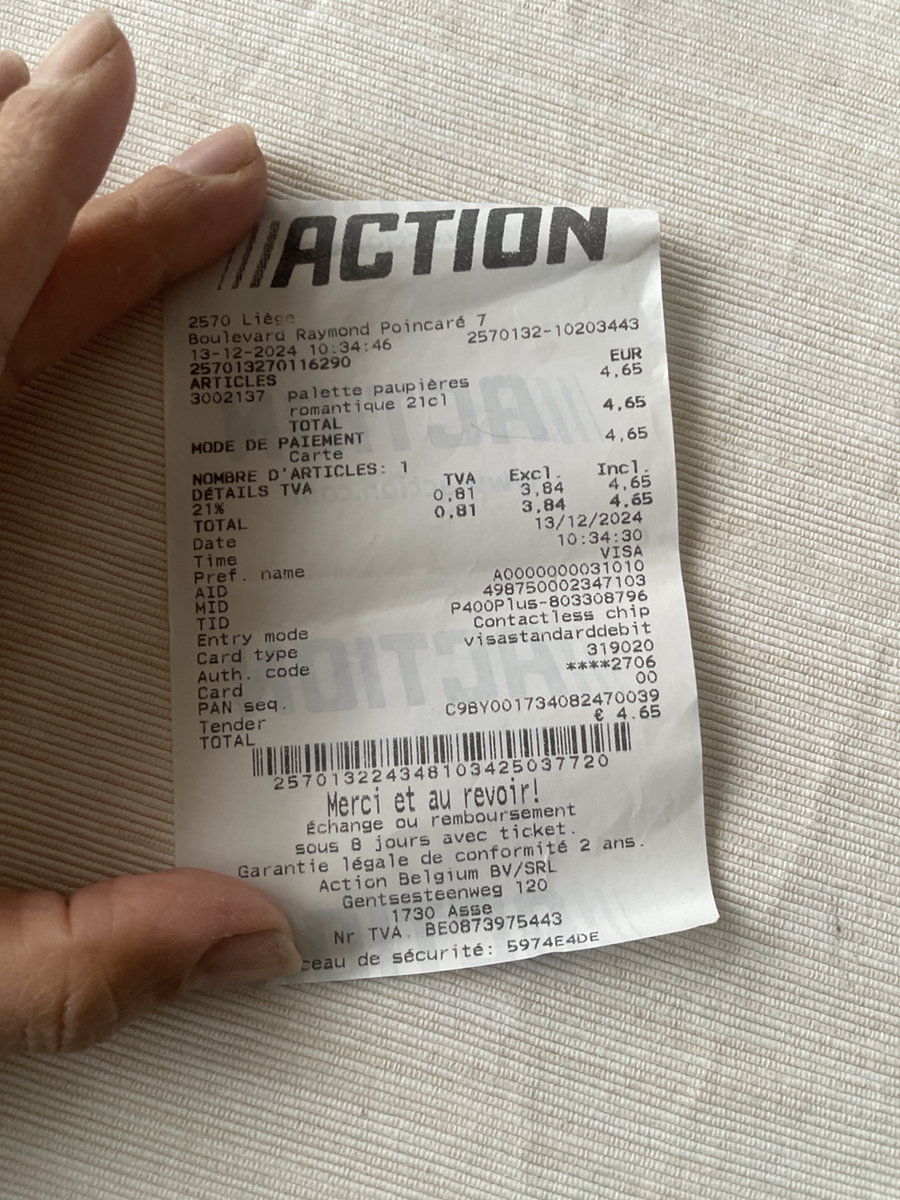 ACTION
2570 Liège
Boulevard Raymond Poincaré 7
13-12-2024 10:34:46 2570132-10203443
257013270116290
ARTICLES EUR
3002137 palette paupières 4,65
romantique 21cl
TOTAL 4,65
MODE DE PAIEMENT
Carte 4,65
NOMBRE D'ARTICLES: 1
DÉTAILS TVA TVA Excl. Incl.
21% 0,81 3,84 4,65
TOTAL 0,81 3,84 4,65
Date 13/12/2024
Time 10:34:30
Pref. name VISA
AID A0000000031010
MID 498750002347103
TID P400Plus-803308796
Entry mode Contactless chip
Card type visastandarddebit
Auth. code 319020
Card ****2706
PAN seq. 00
Tender C9BY001734082470039
TOTAL € 4.65
257013224348103425037720
Merci et au revoir!
Échange ou remboursement
sous 8 jours avec ticket.
Garantie légale de conformité 2 ans.
Action Belgium BV/SRL
Gentsesteenweg 120
1730 Asse
Nr TVA. BE0873975443
ceau de sécurité: 5974E4DE